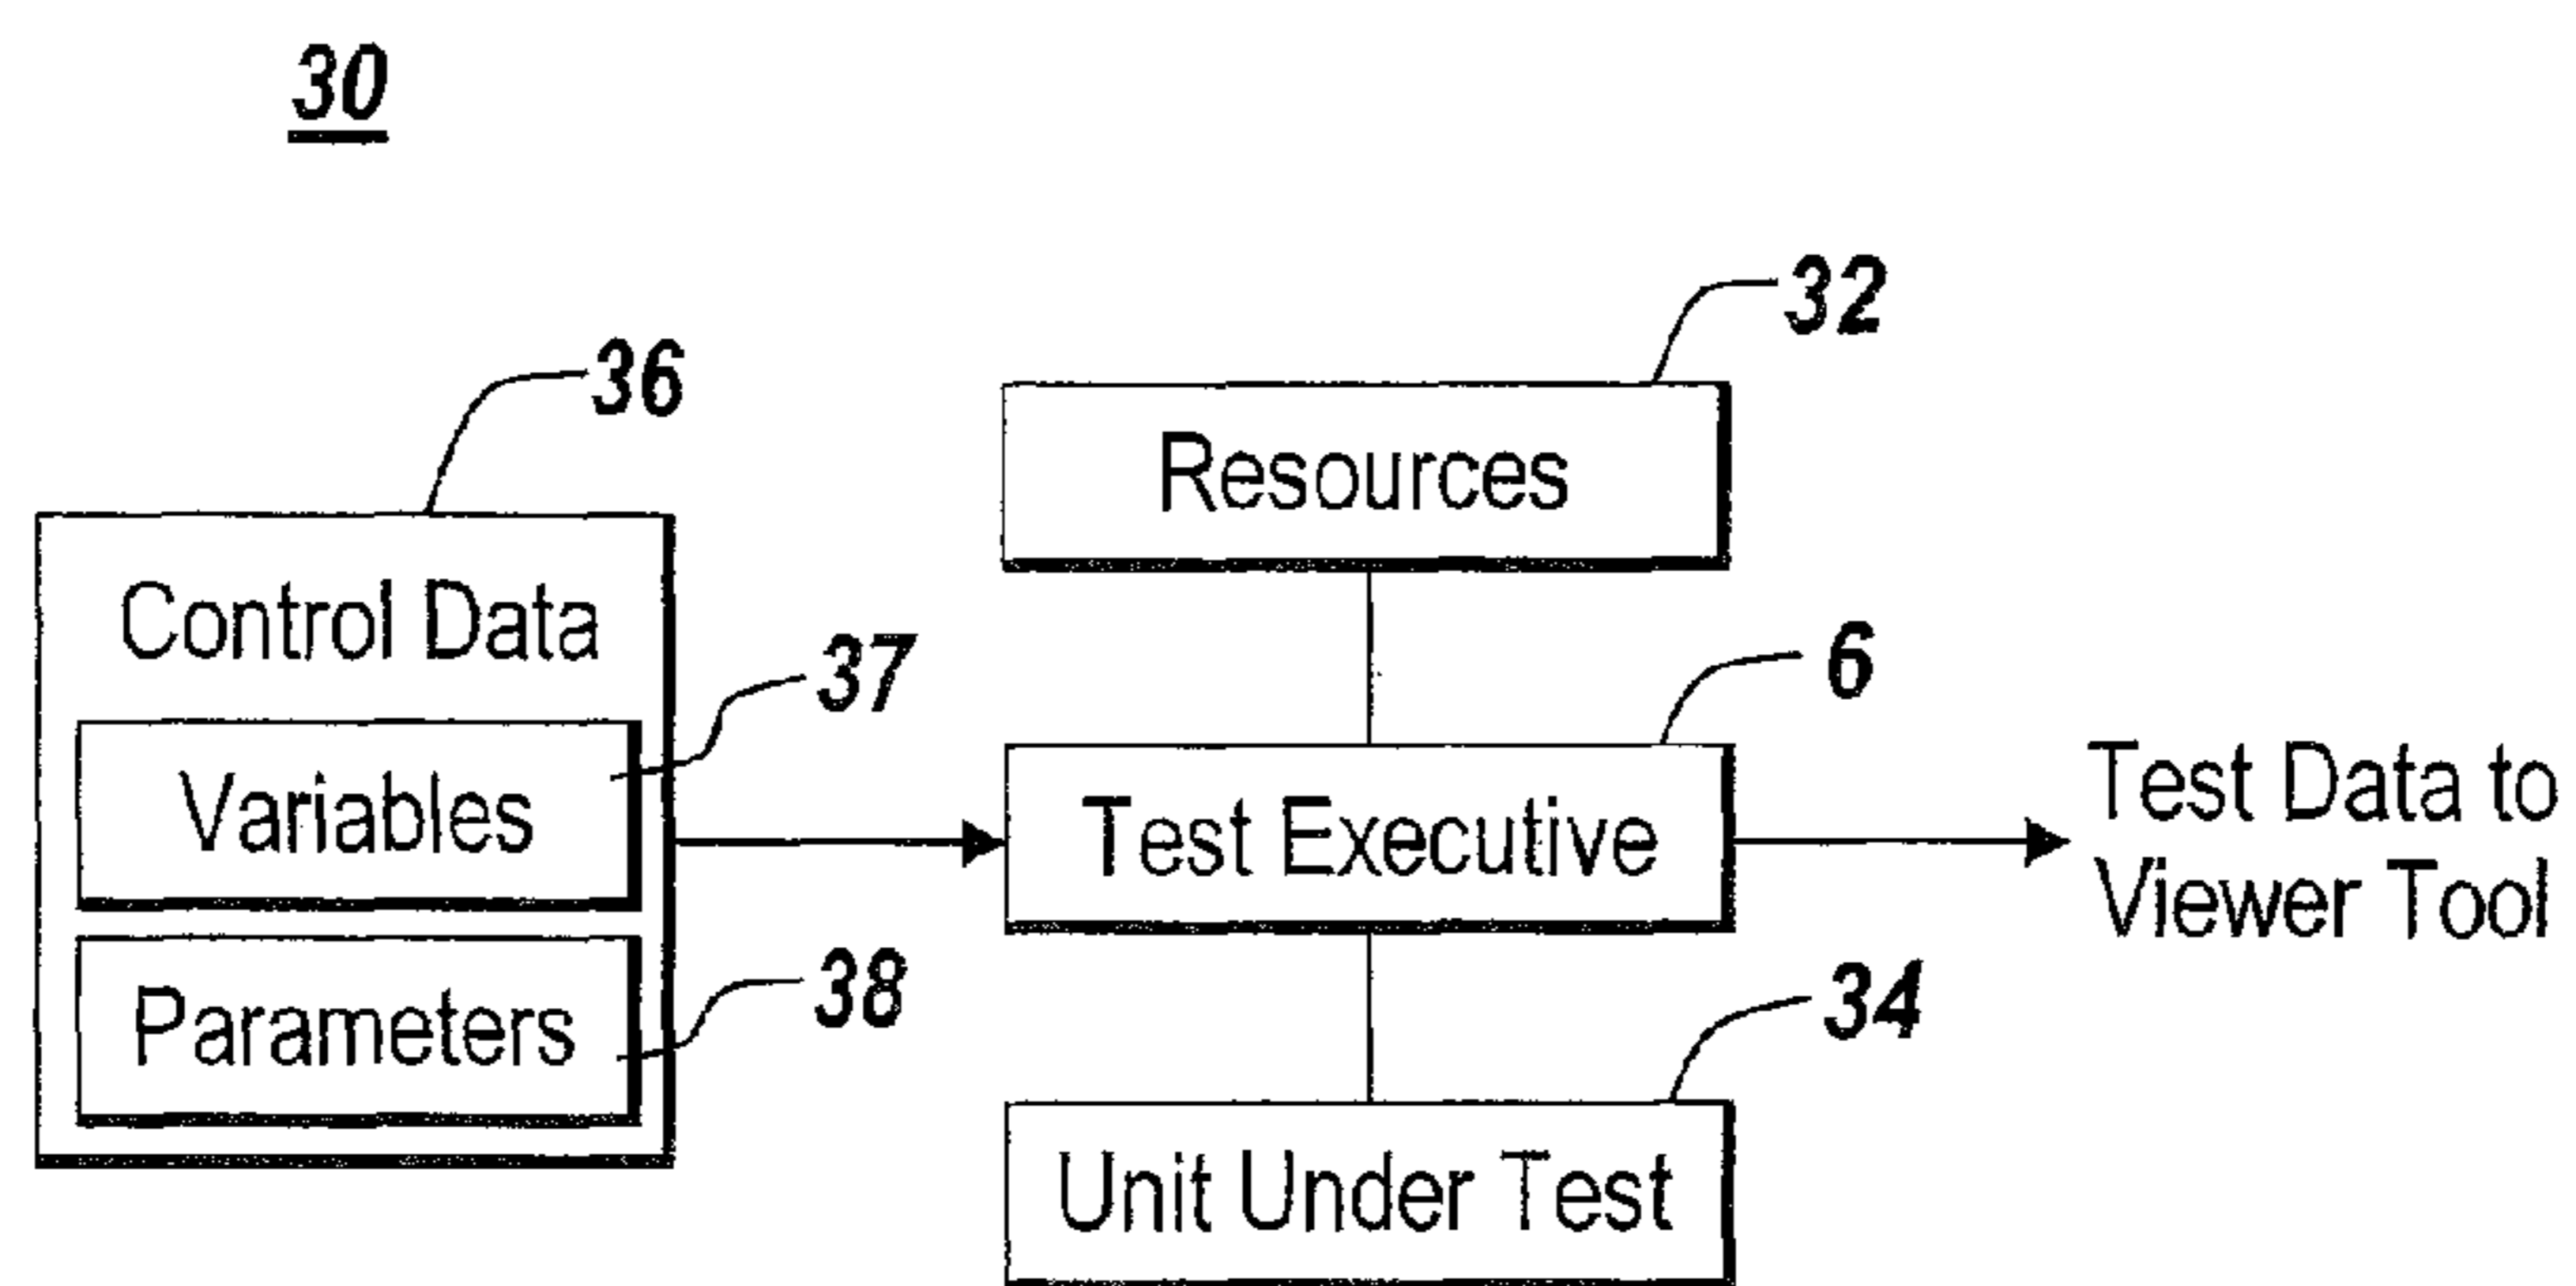 30
32
36
Resources
Control Data
37
6
Variables
Test Executive
Test Data to
Viewer Tool
38
34
Parameters
Unit Under Test